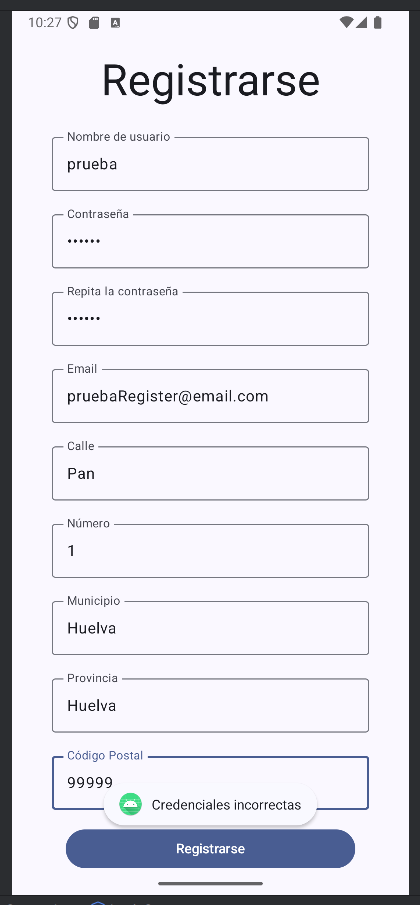 10:27
A
Registrarse
Nombre de usuario
prueba
Contraseña
••••••
Repita la contraseña
••••••
Email
pruebaRegister@email.com
Calle
Pan
Número
1
Municipio
Huelva
Provincia
Huelva
Código Postal
99999
Credenciales incorrectas
Registrarse